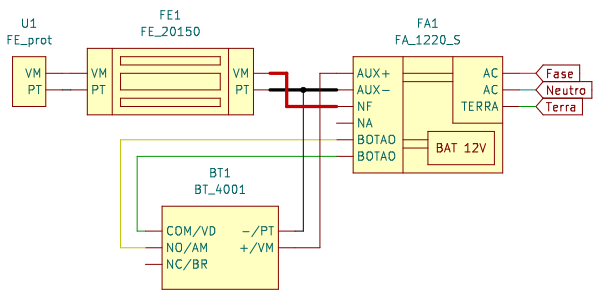 U1
FE_prot
VM
PT
FE1
FE_20150
VM
PT
VM
PT
FA1
FA_1220_S
AUX+
AUX-
NF
NA
BOTAO
BOTAO
AC
AC
TERRA
BAT 12V
Fase
Neutro
Terra
BT1
BT_4001
COM/VD
NO/AM
NC/BR
-/PT
+/VM